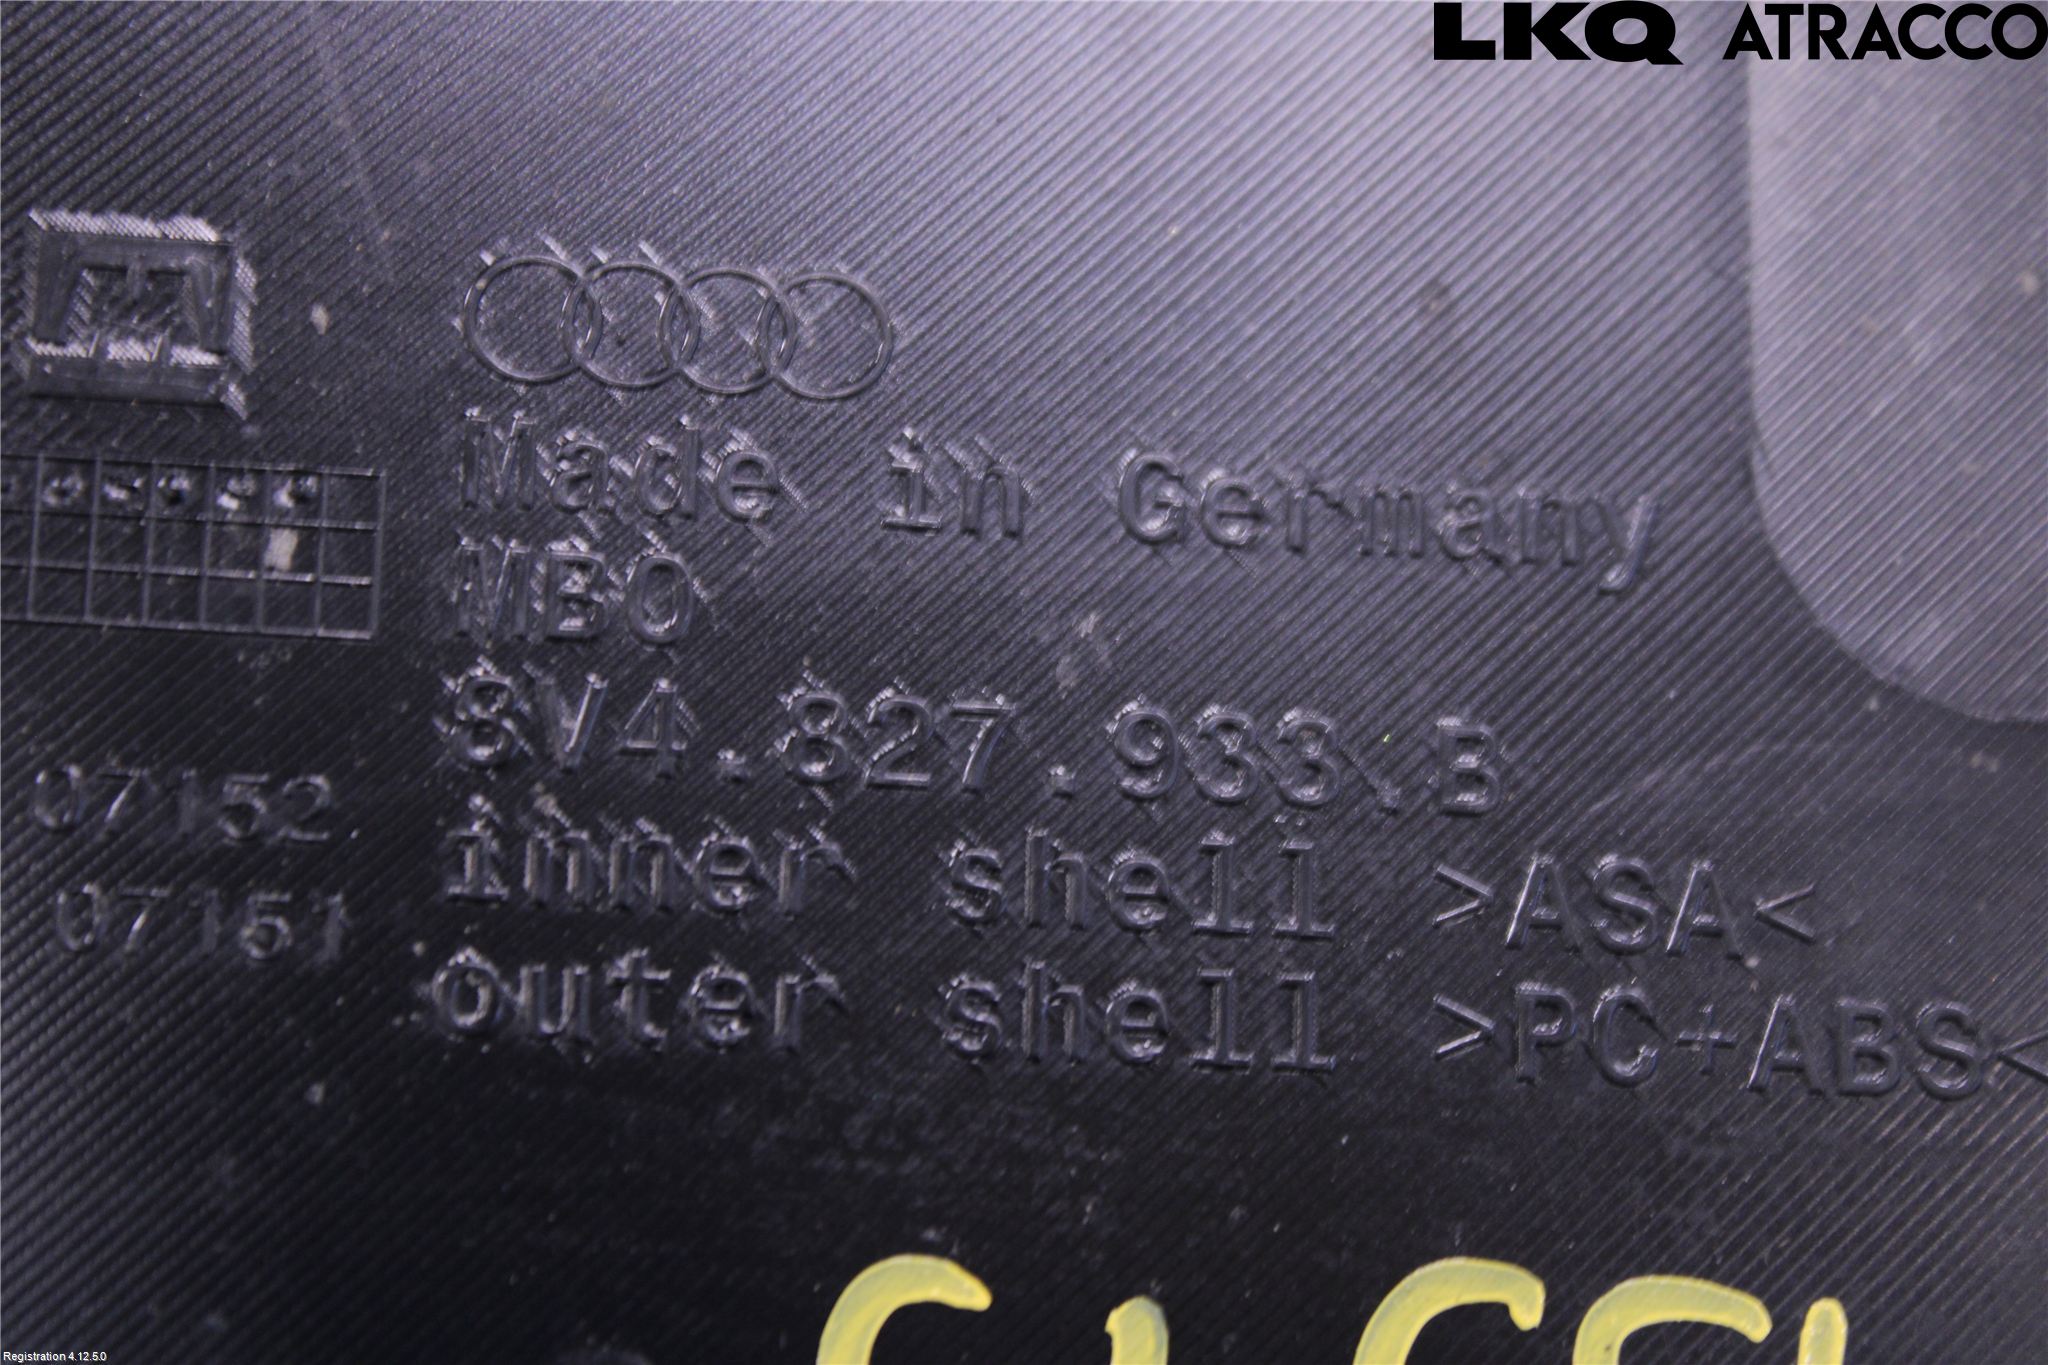 LKQ ATRACCO
Made in Germany
MBO
8V4.827.933.B
07152
inner shell >ASA<
07151
outer shell >PC+ABS<
Registration 4.12.5.0